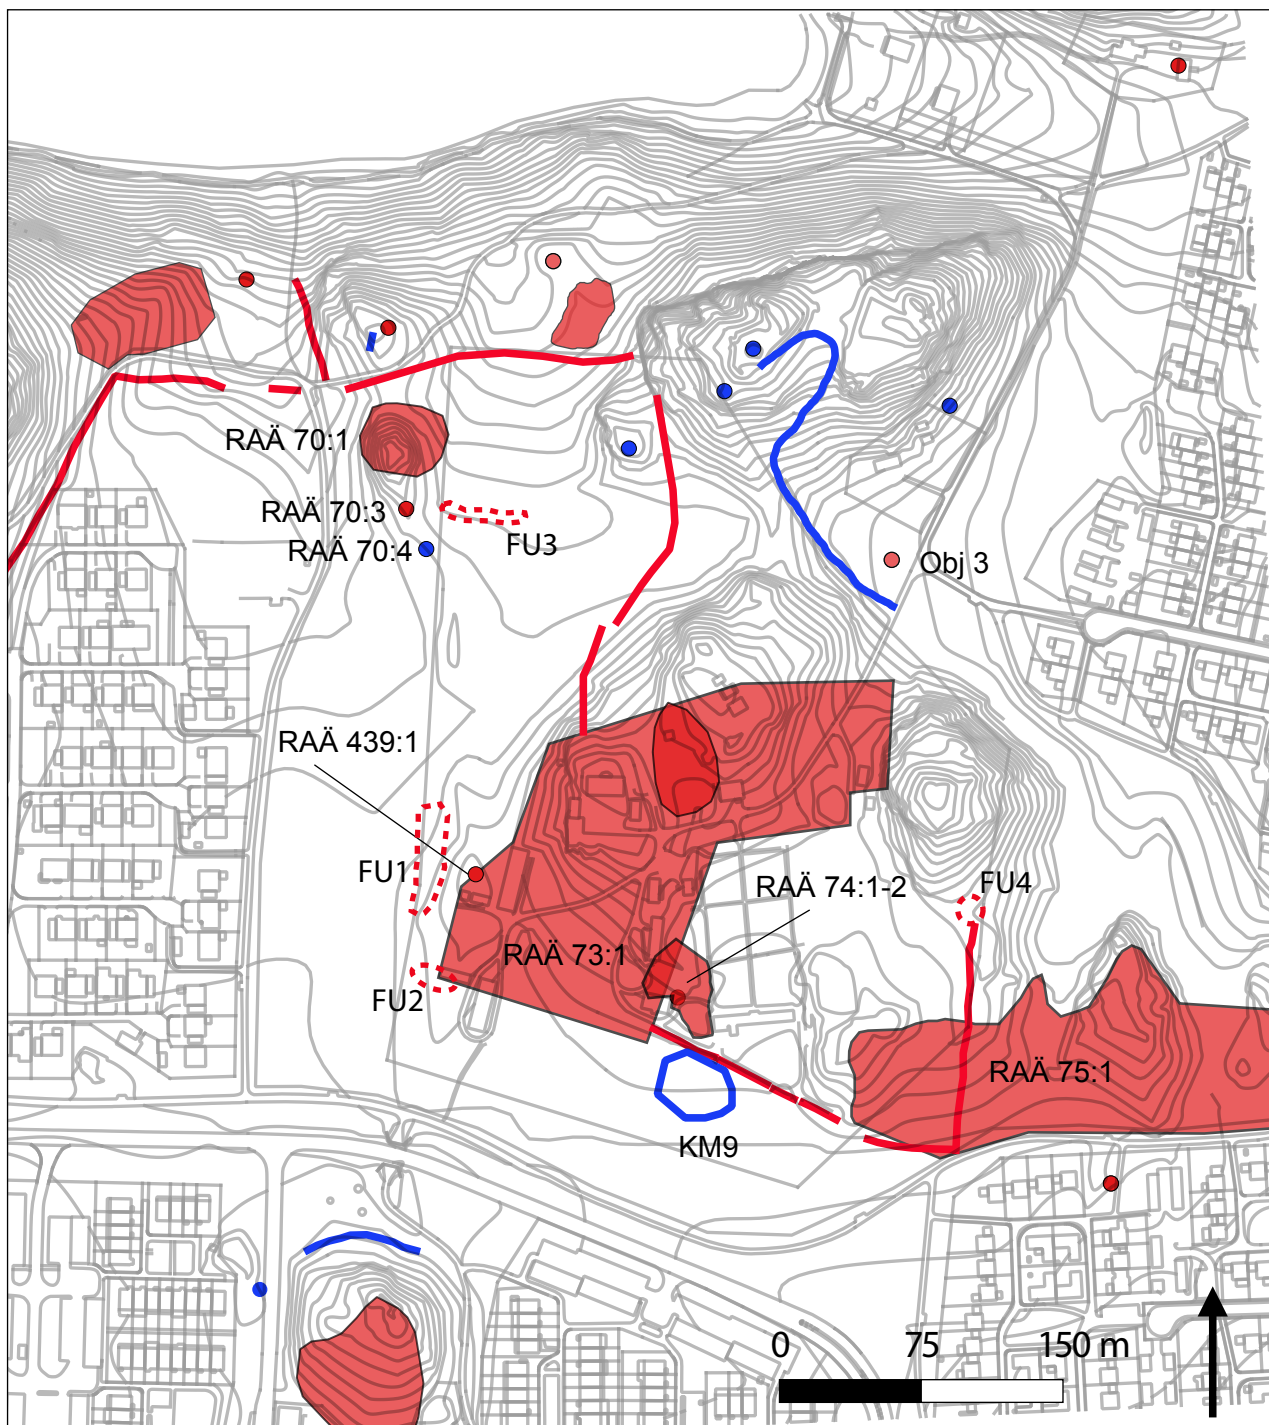 RAÄ 70:1
RAÄ 70:3
FU3
RAÄ 70:4
Obj 3
RAÄ 439:1
FU1
RAÄ 74:1-2
FU4
RAÄ 73:1
FU2
RAÄ 75:1
KM9
0 75 150 m